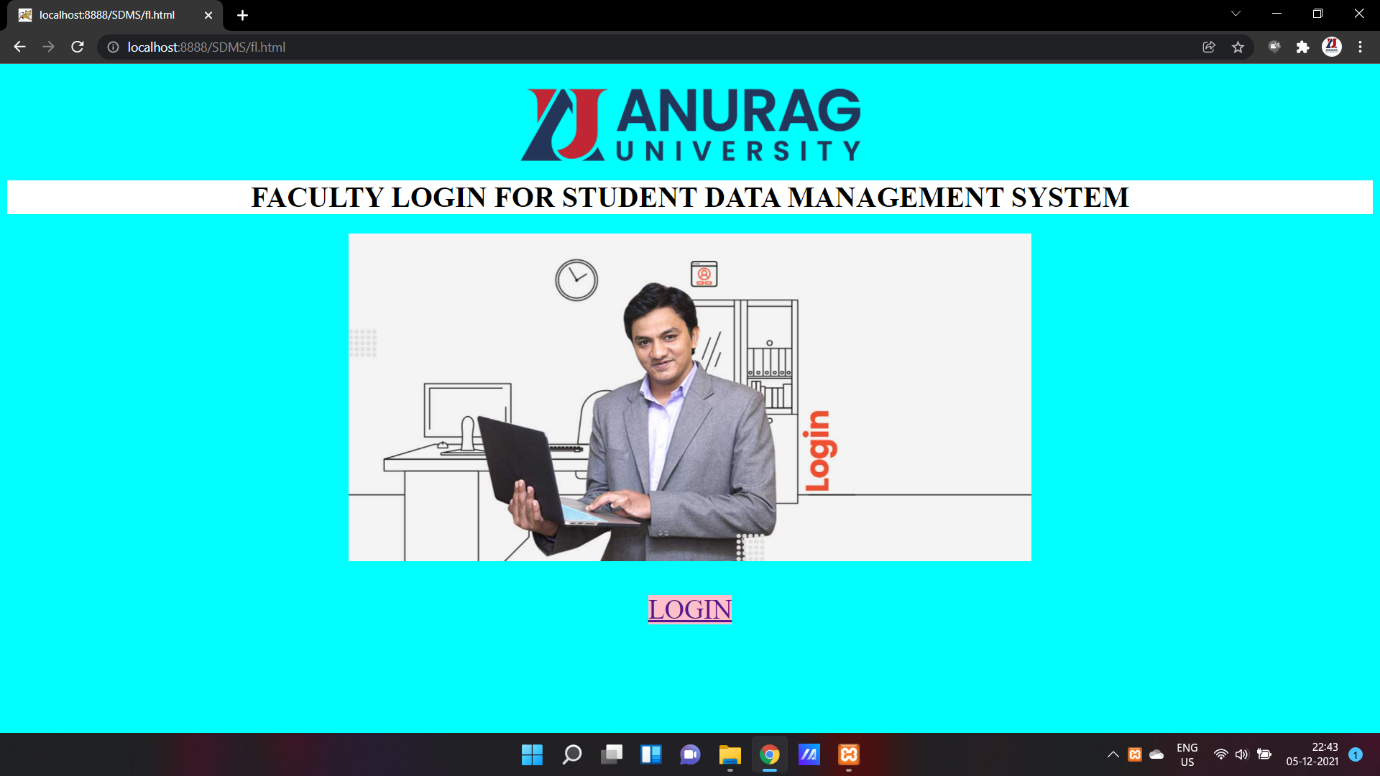 localhost:8888/SDMS/fl.html
localhost:8888/SDMS/fl.html
ANURAG
UNIVERSITY
FACULTY LOGIN FOR STUDENT DATA MANAGEMENT SYSTEM
Login
LOGIN
ENG
US
22:43
05-12-2021
1